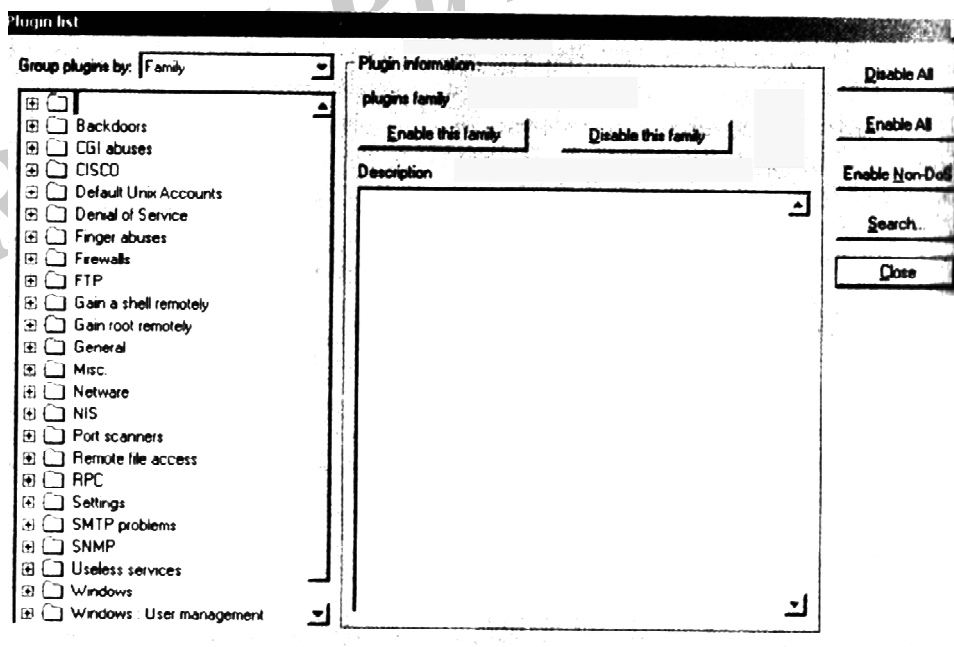 Plugin list
Group plugins by: Family
Backdoors
CGI abuses
CISCO
Default Unix Accounts
Denial of Service
Finger abuses
Firewalls
FTP
Gain a shell remotely
Gain root remotely
General
Misc.
Netware
NIS
Port scanners
Remote file access
RPC
Settings
SMTP problems
SNMP
Useless services
Windows
Windows : User management
Plugin information:
plugins family
Enable this family
Disable this family
Description
Disable All
Enable All
Enable Non-DoS
Search...
Close